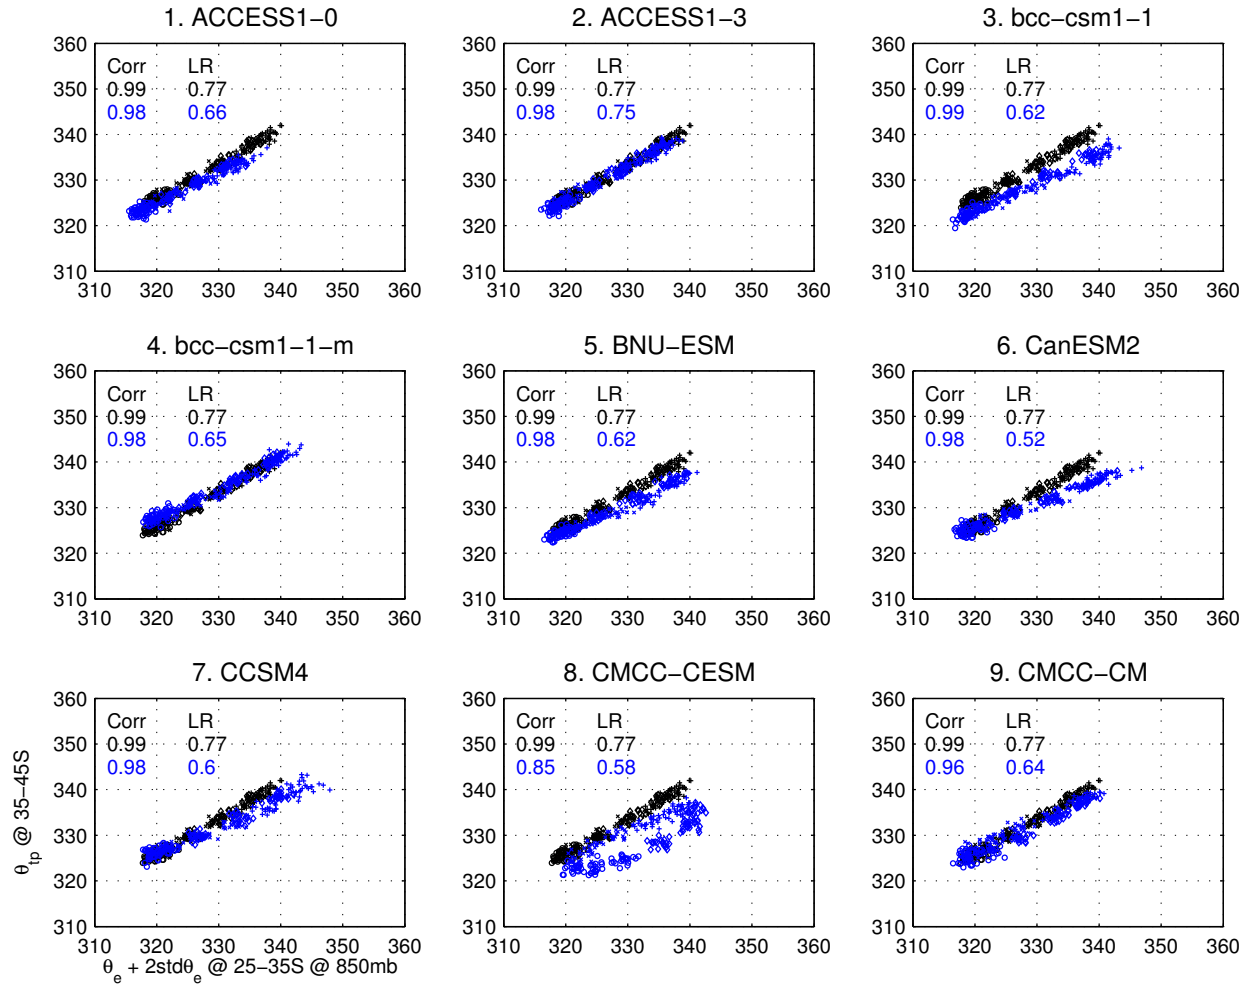 1. ACCESS1−0
360
350
340
330
320
310
310 320 330 340 350 360
Corr LR
0.99 0.77
0.98 0.66
2. ACCESS1−3
360
350
340
330
320
310
310 320 330 340 350 360
Corr LR
0.99 0.77
0.98 0.75
3. bcc−csm1−1
360
350
340
330
320
310
310 320 330 340 350 360
Corr LR
0.99 0.77
0.99 0.62
4. bcc−csm1−1−m
360
350
340
330
320
310
310 320 330 340 350 360
Corr LR
0.99 0.77
0.98 0.65
5. BNU−ESM
360
350
340
330
320
310
310 320 330 340 350 360
Corr LR
0.99 0.77
0.98 0.62
6. CanESM2
360
350
340
330
320
310
310 320 330 340 350 360
Corr LR
0.99 0.77
0.98 0.52
7. CCSM4
360
350
340
330
320
310
310 320 330 340 350 360
Corr LR
0.99 0.77
0.98 0.6
θtp @ 35−45S
θe + 2stdθe @ 25−35S @ 850mb
8. CMCC−CESM
360
350
340
330
320
310
310 320 330 340 350 360
Corr LR
0.99 0.77
0.85 0.58
9. CMCC−CM
360
350
340
330
320
310
310 320 330 340 350 360
Corr LR
0.99 0.77
0.96 0.64